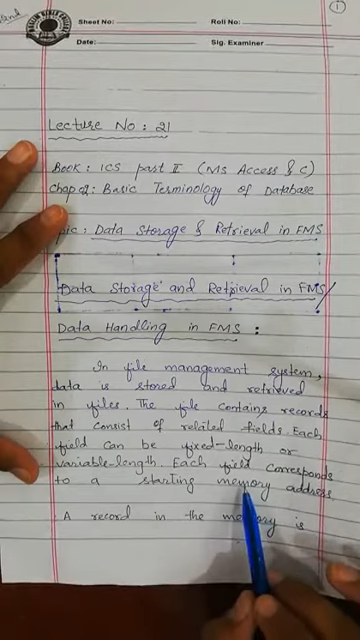 and
1
Sheet No:
Roll No:
Date:
Sig. Examiner
Lecture No : 21
Book : ICS part II (MS Access & C)
Chap 2: Basic Terminology of Database
pic : Data Storage & Retrieval in FMS
Data Storage and Retrieval in FMS
Data Handling in FMS :
In file management system,
data is stored and retrieved
in files. The file contains records
that consist of related fields. Each
field can be fixed-length or
variable-length. Each field corresponds
to a starting memory address.
A record in the memory is